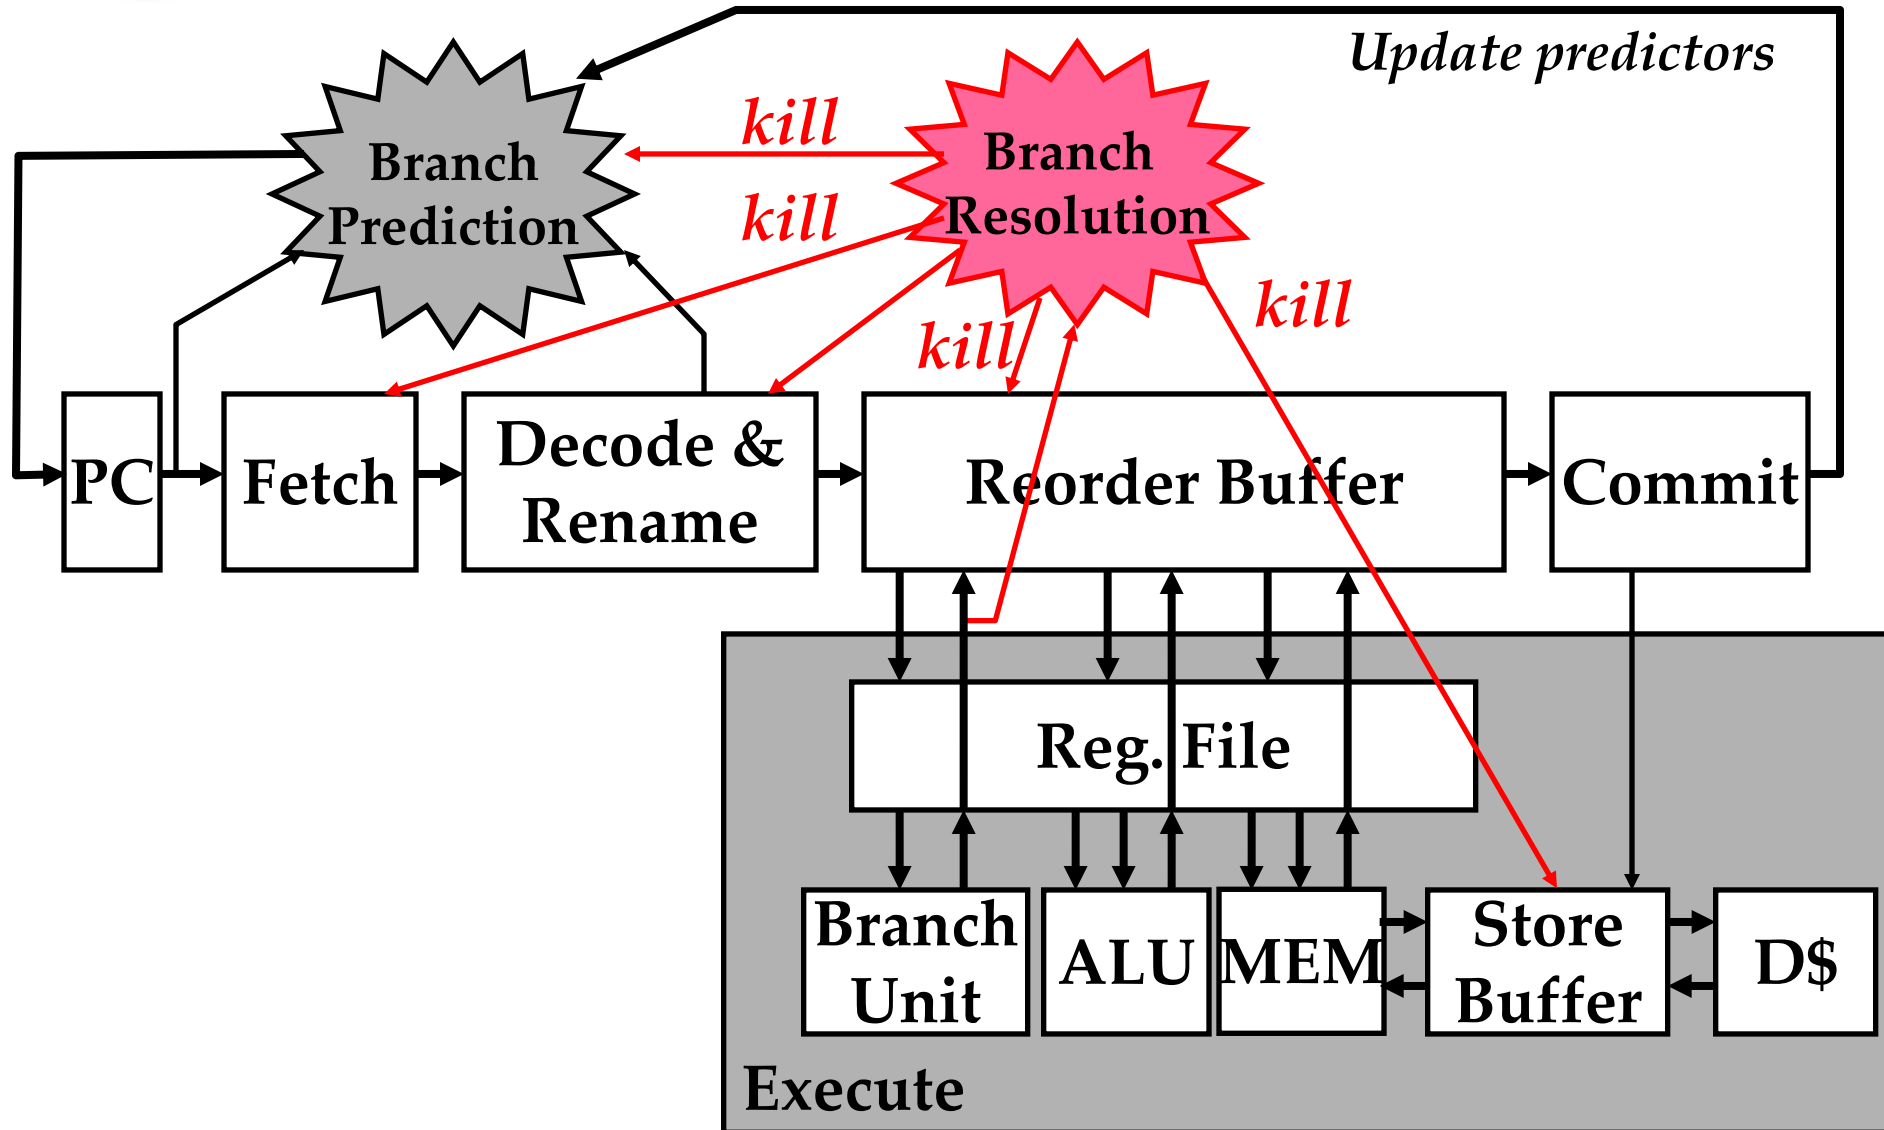 Update predictors
kill
Branch
Prediction
Branch
Resolution
kill
kill
kill
PC
Fetch
Decode &
Rename
Reorder Buffer
Commit
Reg. File
Branch
Unit
ALU
MEM
Store
Buffer
D$
Execute